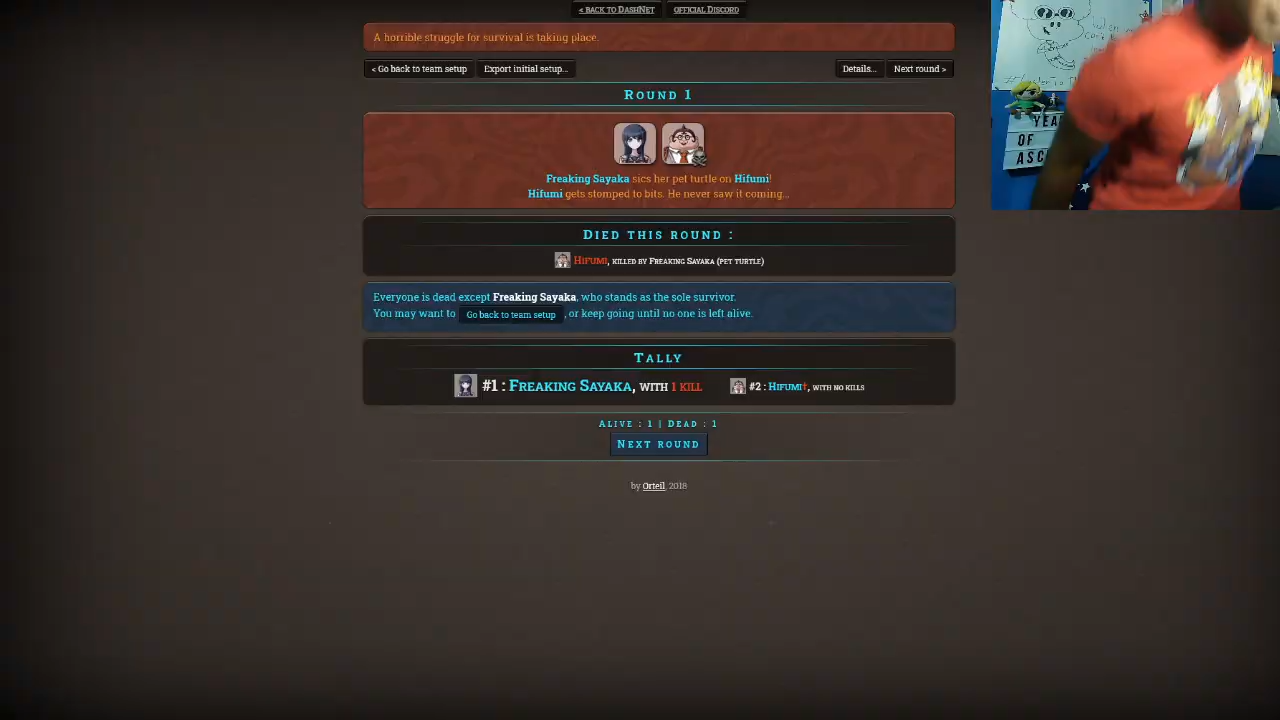 < Back to DashNet
Official Discord
A horrible struggle for survival is taking place.
< Go back to team setup
Export initial setup...
Details...
Next round >
Round 1
Freaking Sayaka sics her pet turtle on Hifumi!
Hifumi gets stomped to bits. He never saw it coming...
Died this round :
Hifumi, killed by Freaking Sayaka (pet turtle)
Everyone is dead except Freaking Sayaka, who stands as the sole survivor.
You may want to Go back to team setup, or keep going until no one is left alive.
Tally
#1 : Freaking Sayaka, with 1 kill
#2 : Hifumi†, with no kills
Alive : 1 | Dead : 1
Next round
by Orteil, 2018
YEA
OF
ASC